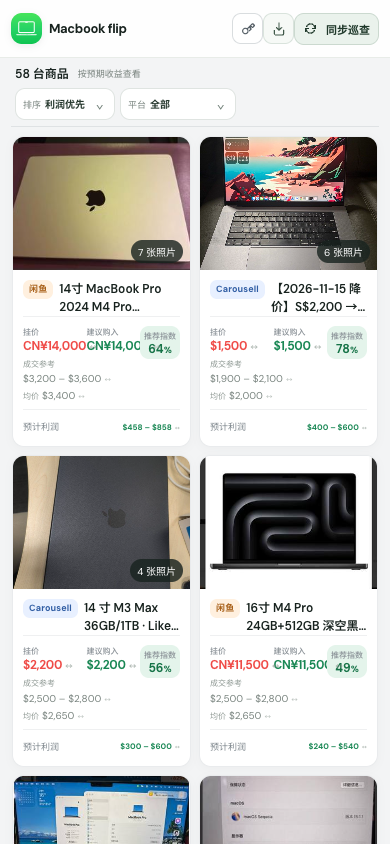 Macbook flip
同步巡查
58 台商品 按预期收益查看
排序 利润优先
平台 全部
7 张照片
6 张照片
闲鱼 14寸 MacBook Pro
2024 M4 Pro...
挂价 建议购入 推荐指数
CN¥14,000 CN¥14,00 64%
成交参考
$3,200 – $3,600 ↔
均价 $3,400 ↔
预计利润 $458 – $858 ↔
Carousell 【2026-11-15 降
价】S$2,200 →...
挂价 建议购入 推荐指数
$1,500 ↔ $1,500 ↔ 78%
成交参考
$1,900 – $2,100 ↔
均价 $2,000 ↔
预计利润 $400 – $600 ↔
4 张照片
Carousell 14 寸 M3 Max
36GB/1TB · Like...
挂价 建议购入 推荐指数
$2,200 ↔ $2,200 ↔ 56%
成交参考
$2,500 – $2,800 ↔
均价 $2,650 ↔
预计利润 $300 – $600 ↔
闲鱼 16寸 M4 Pro
24GB+512GB 深空黑...
挂价 建议购入 推荐指数
CN¥11,500 CN¥11,500 49%
成交参考
$2,500 – $2,800 ↔
均价 $2,650 ↔
预计利润 $240 – $540 ↔
macOS
macOS Sequoia
显示器